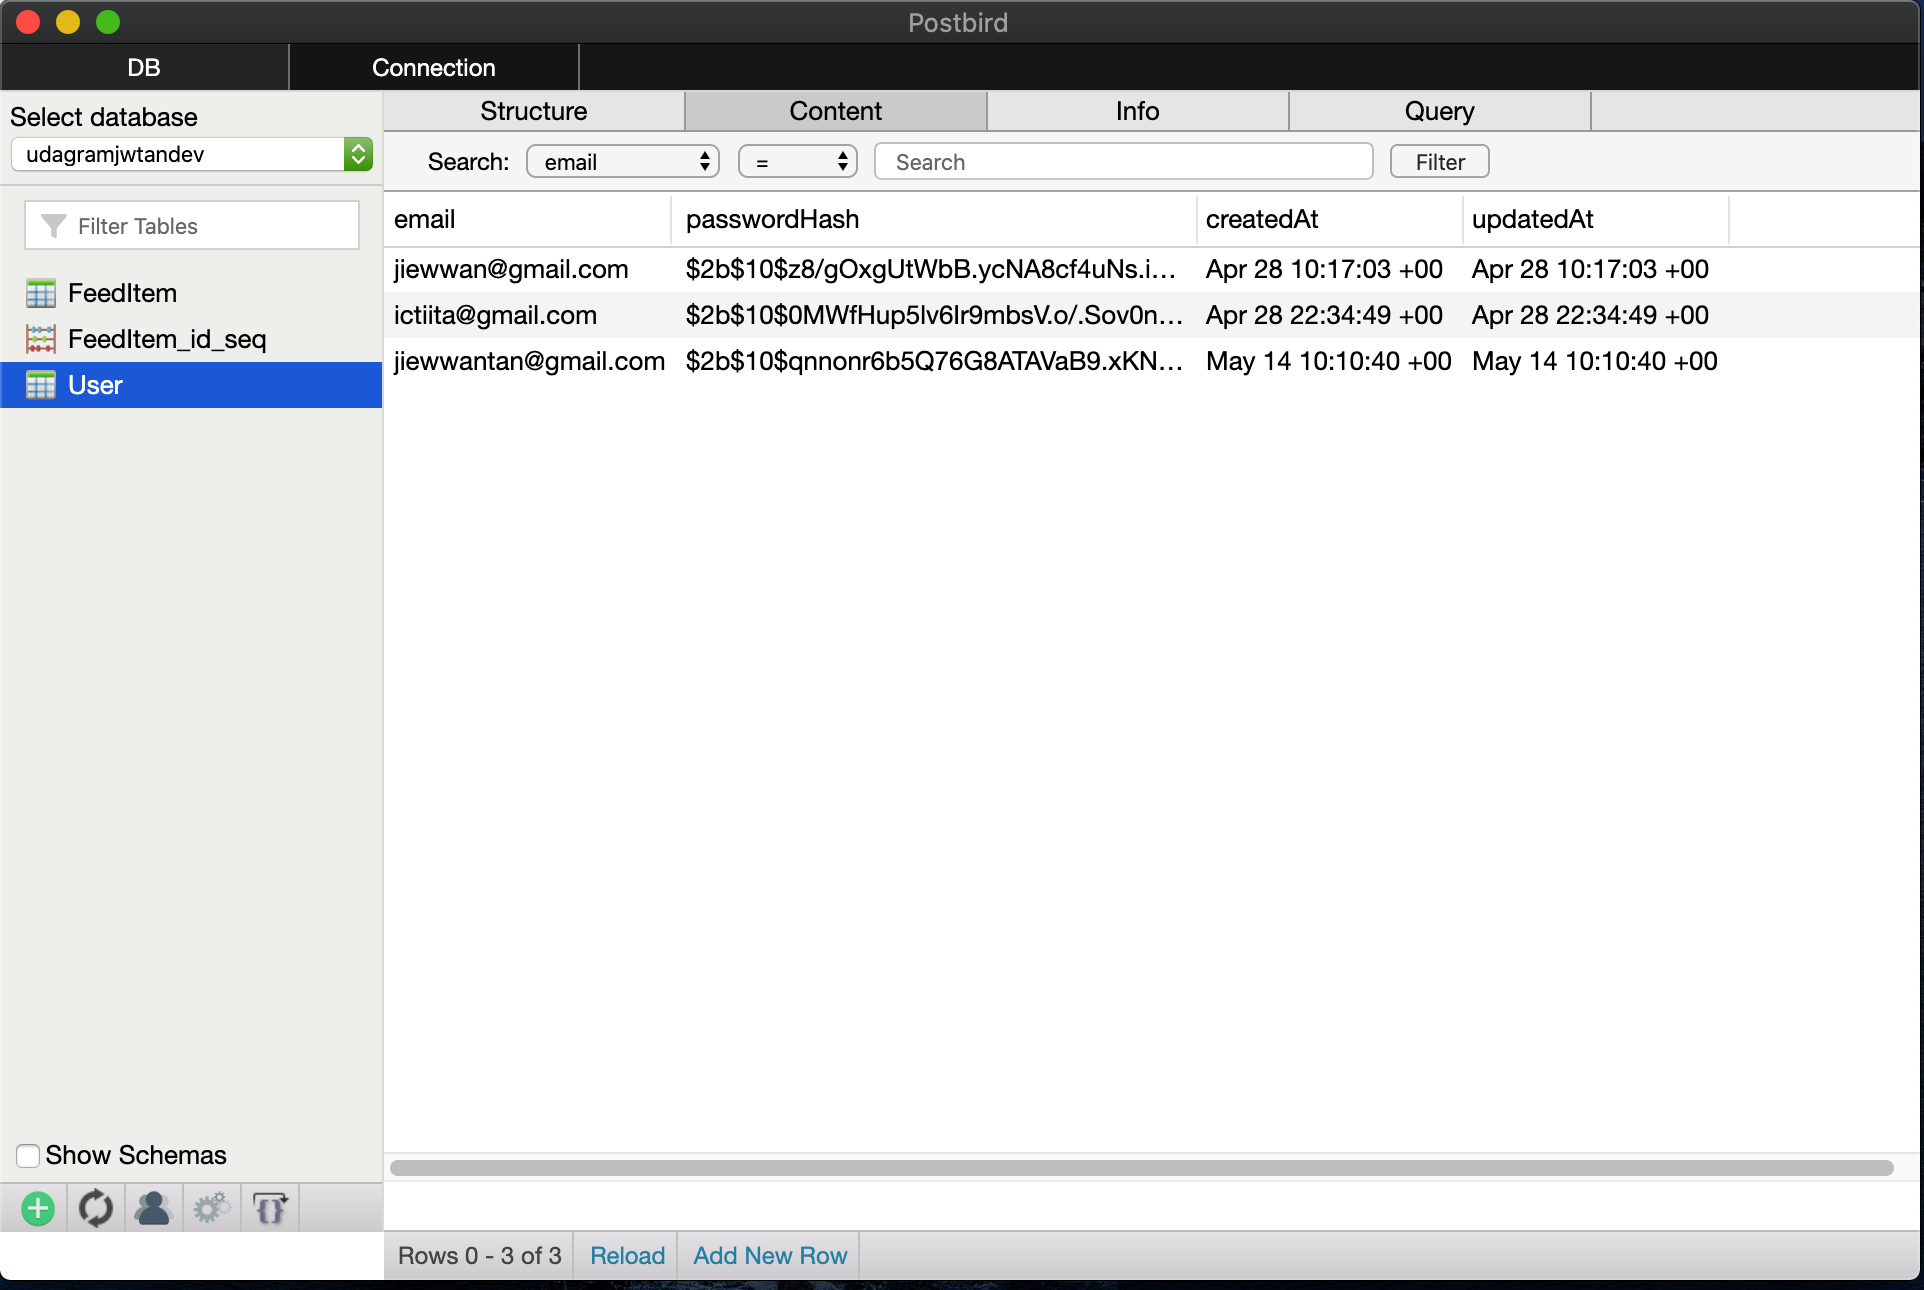 Postbird
DB Connection
Select database
udagramjwtandev
Filter Tables
FeedItem
FeedItem_id_seq
User
Show Schemas
Structure Content Info Query
Search: email = Search Filter
email passwordHash createdAt updatedAt
jiewwan@gmail.com $2b$10$z8/gOxgUtWbB.ycNA8cf4uNs.i... Apr 28 10:17:03 +00 Apr 28 10:17:03 +00
ictiita@gmail.com $2b$10$0MWfHup5lv6Ir9mbsV.o/.Sov0n... Apr 28 22:34:49 +00 Apr 28 22:34:49 +00
jiewwantan@gmail.com $2b$10$qnnonr6b5Q76G8ATAVaB9.xKN... May 14 10:10:40 +00 May 14 10:10:40 +00
Rows 0 - 3 of 3 Reload Add New Row